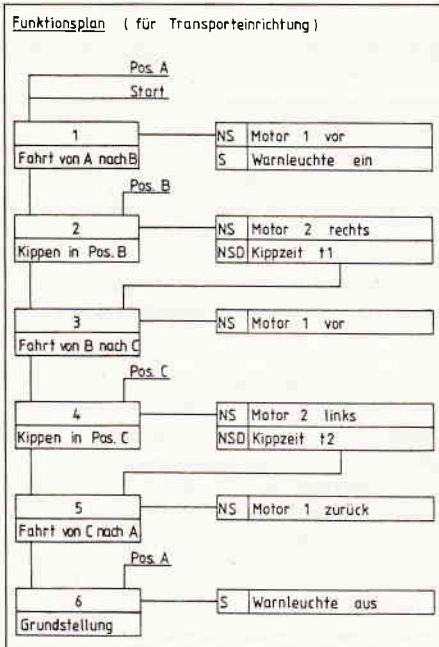 Funktionsplan ( für Transporteinrichtung )
Pos. A
Start
1
Fahrt von A nach B
NS Motor 1 vor
S Warnleuchte ein
Pos. B
2
Kippen in Pos. B
NS Motor 2 rechts
NSD Kippzeit t1
3
Fahrt von B nach C
NS Motor 1 vor
Pos. C
4
Kippen in Pos. C
NS Motor 2 links
NSD Kippzeit t2
5
Fahrt von C nach A
NS Motor 1 zurück
Pos. A
6
Grundstellung
S Warnleuchte aus